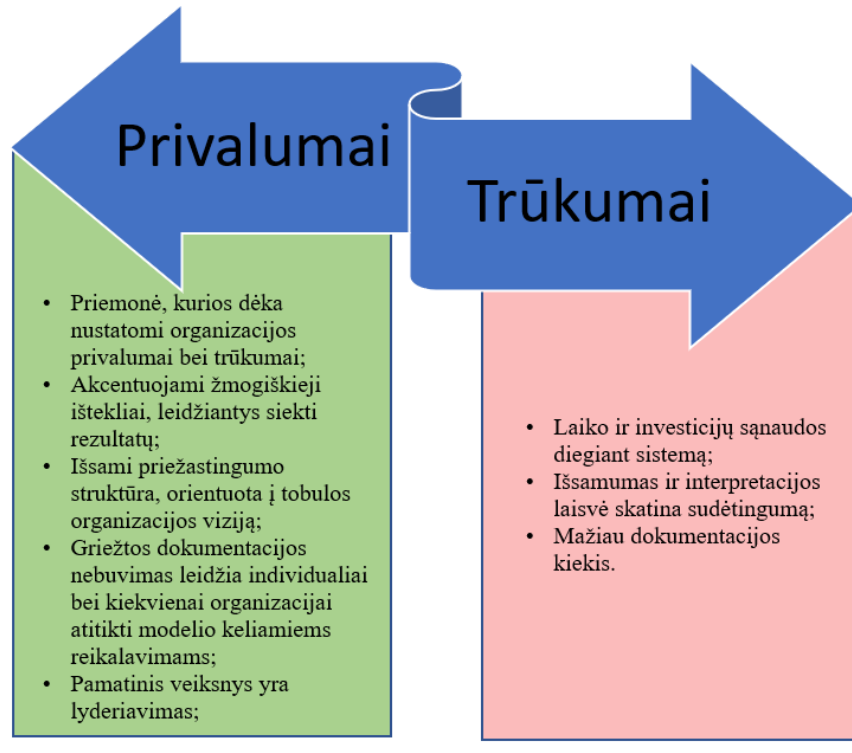 Privalumai
Trūkumai
• Priemonė, kurios dėka
nustatomi organizacijos
privalumai bei trūkumai;
• Akcentuojami žmogiškieji
ištekliai, leidžiantys siekti
rezultatų;
• Išsami priežastingumo
struktūra, orientuota į tobulos
organizacijos viziją;
• Griežtos dokumentacijos
nebuvimas leidžia individualiai
bei kiekvienai organizacijai
atitikti modelio keliamiems
reikalavimams;
• Pamatinis veiksnys yra
lyderiavimas;
• Laiko ir investicijų sąnaudos
diegiant sistemą;
• Išsamumas ir interpretacijos
laisvė skatina sudėtingumą;
• Mažiau dokumentacijos
kiekis.